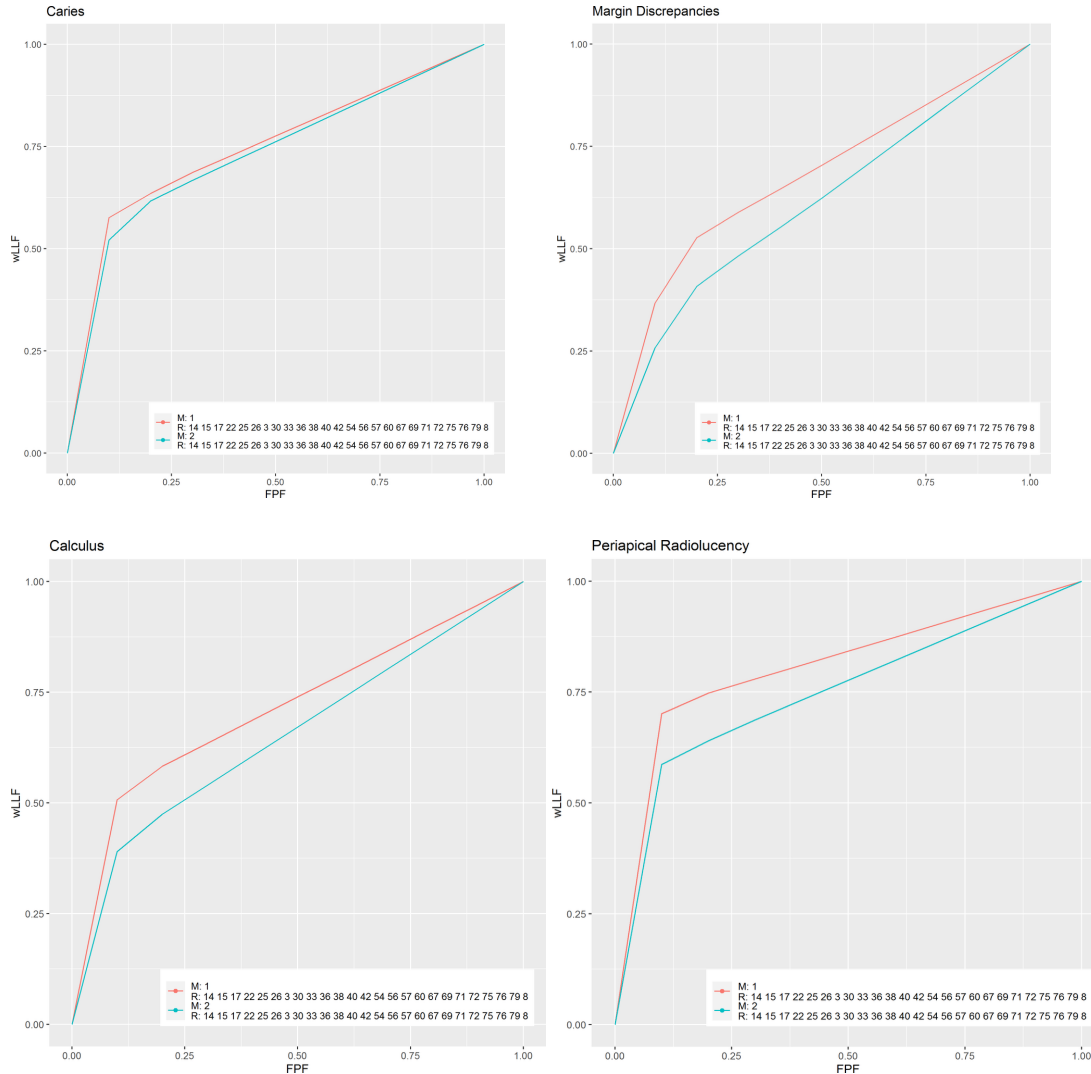 Caries
1.00
0.75
0.50
0.25
0.00
wLLF
M: 1
R: 14 15 17 22 25 26 3 30 33 36 38 40 42 54 56 57 60 67 69 71 72 75 76 79 8
M: 2
R: 14 15 17 22 25 26 3 30 33 36 38 40 42 54 56 57 60 67 69 71 72 75 76 79 8
0.00 0.25 0.50 0.75 1.00
FPF
Margin Discrepancies
1.00
0.75
0.50
0.25
0.00
wLLF
M: 1
R: 14 15 17 22 25 26 3 30 33 36 38 40 42 54 56 57 60 67 69 71 72 75 76 79 8
M: 2
R: 14 15 17 22 25 26 3 30 33 36 38 40 42 54 56 57 60 67 69 71 72 75 76 79 8
0.00 0.25 0.50 0.75 1.00
FPF
Calculus
1.00
0.75
0.50
0.25
0.00
wLLF
M: 1
R: 14 15 17 22 25 26 3 30 33 36 38 40 42 54 56 57 60 67 69 71 72 75 76 79 8
M: 2
R: 14 15 17 22 25 26 3 30 33 36 38 40 42 54 56 57 60 67 69 71 72 75 76 79 8
0.00 0.25 0.50 0.75 1.00
FPF
Periapical Radiolucency
1.00
0.75
0.50
0.25
0.00
wLLF
M: 1
R: 14 15 17 22 25 26 3 30 33 36 38 40 42 54 56 57 60 67 69 71 72 75 76 79 8
M: 2
R: 14 15 17 22 25 26 3 30 33 36 38 40 42 54 56 57 60 67 69 71 72 75 76 79 8
0.00 0.25 0.50 0.75 1.00
FPF